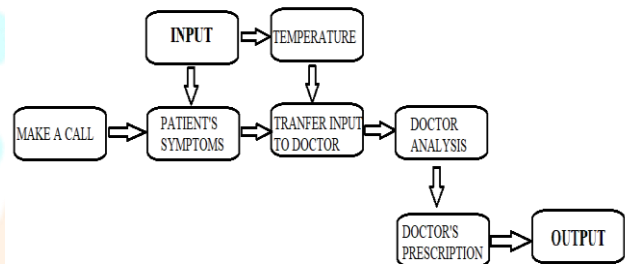 INPUT
TEMPERATURE
MAKE A CALL
PATIENT'S
SYMPTOMS
TRANFER INPUT
TO DOCTOR
DOCTOR
ANALYSIS
DOCTOR'S
PRESCRIPTION
OUTPUT